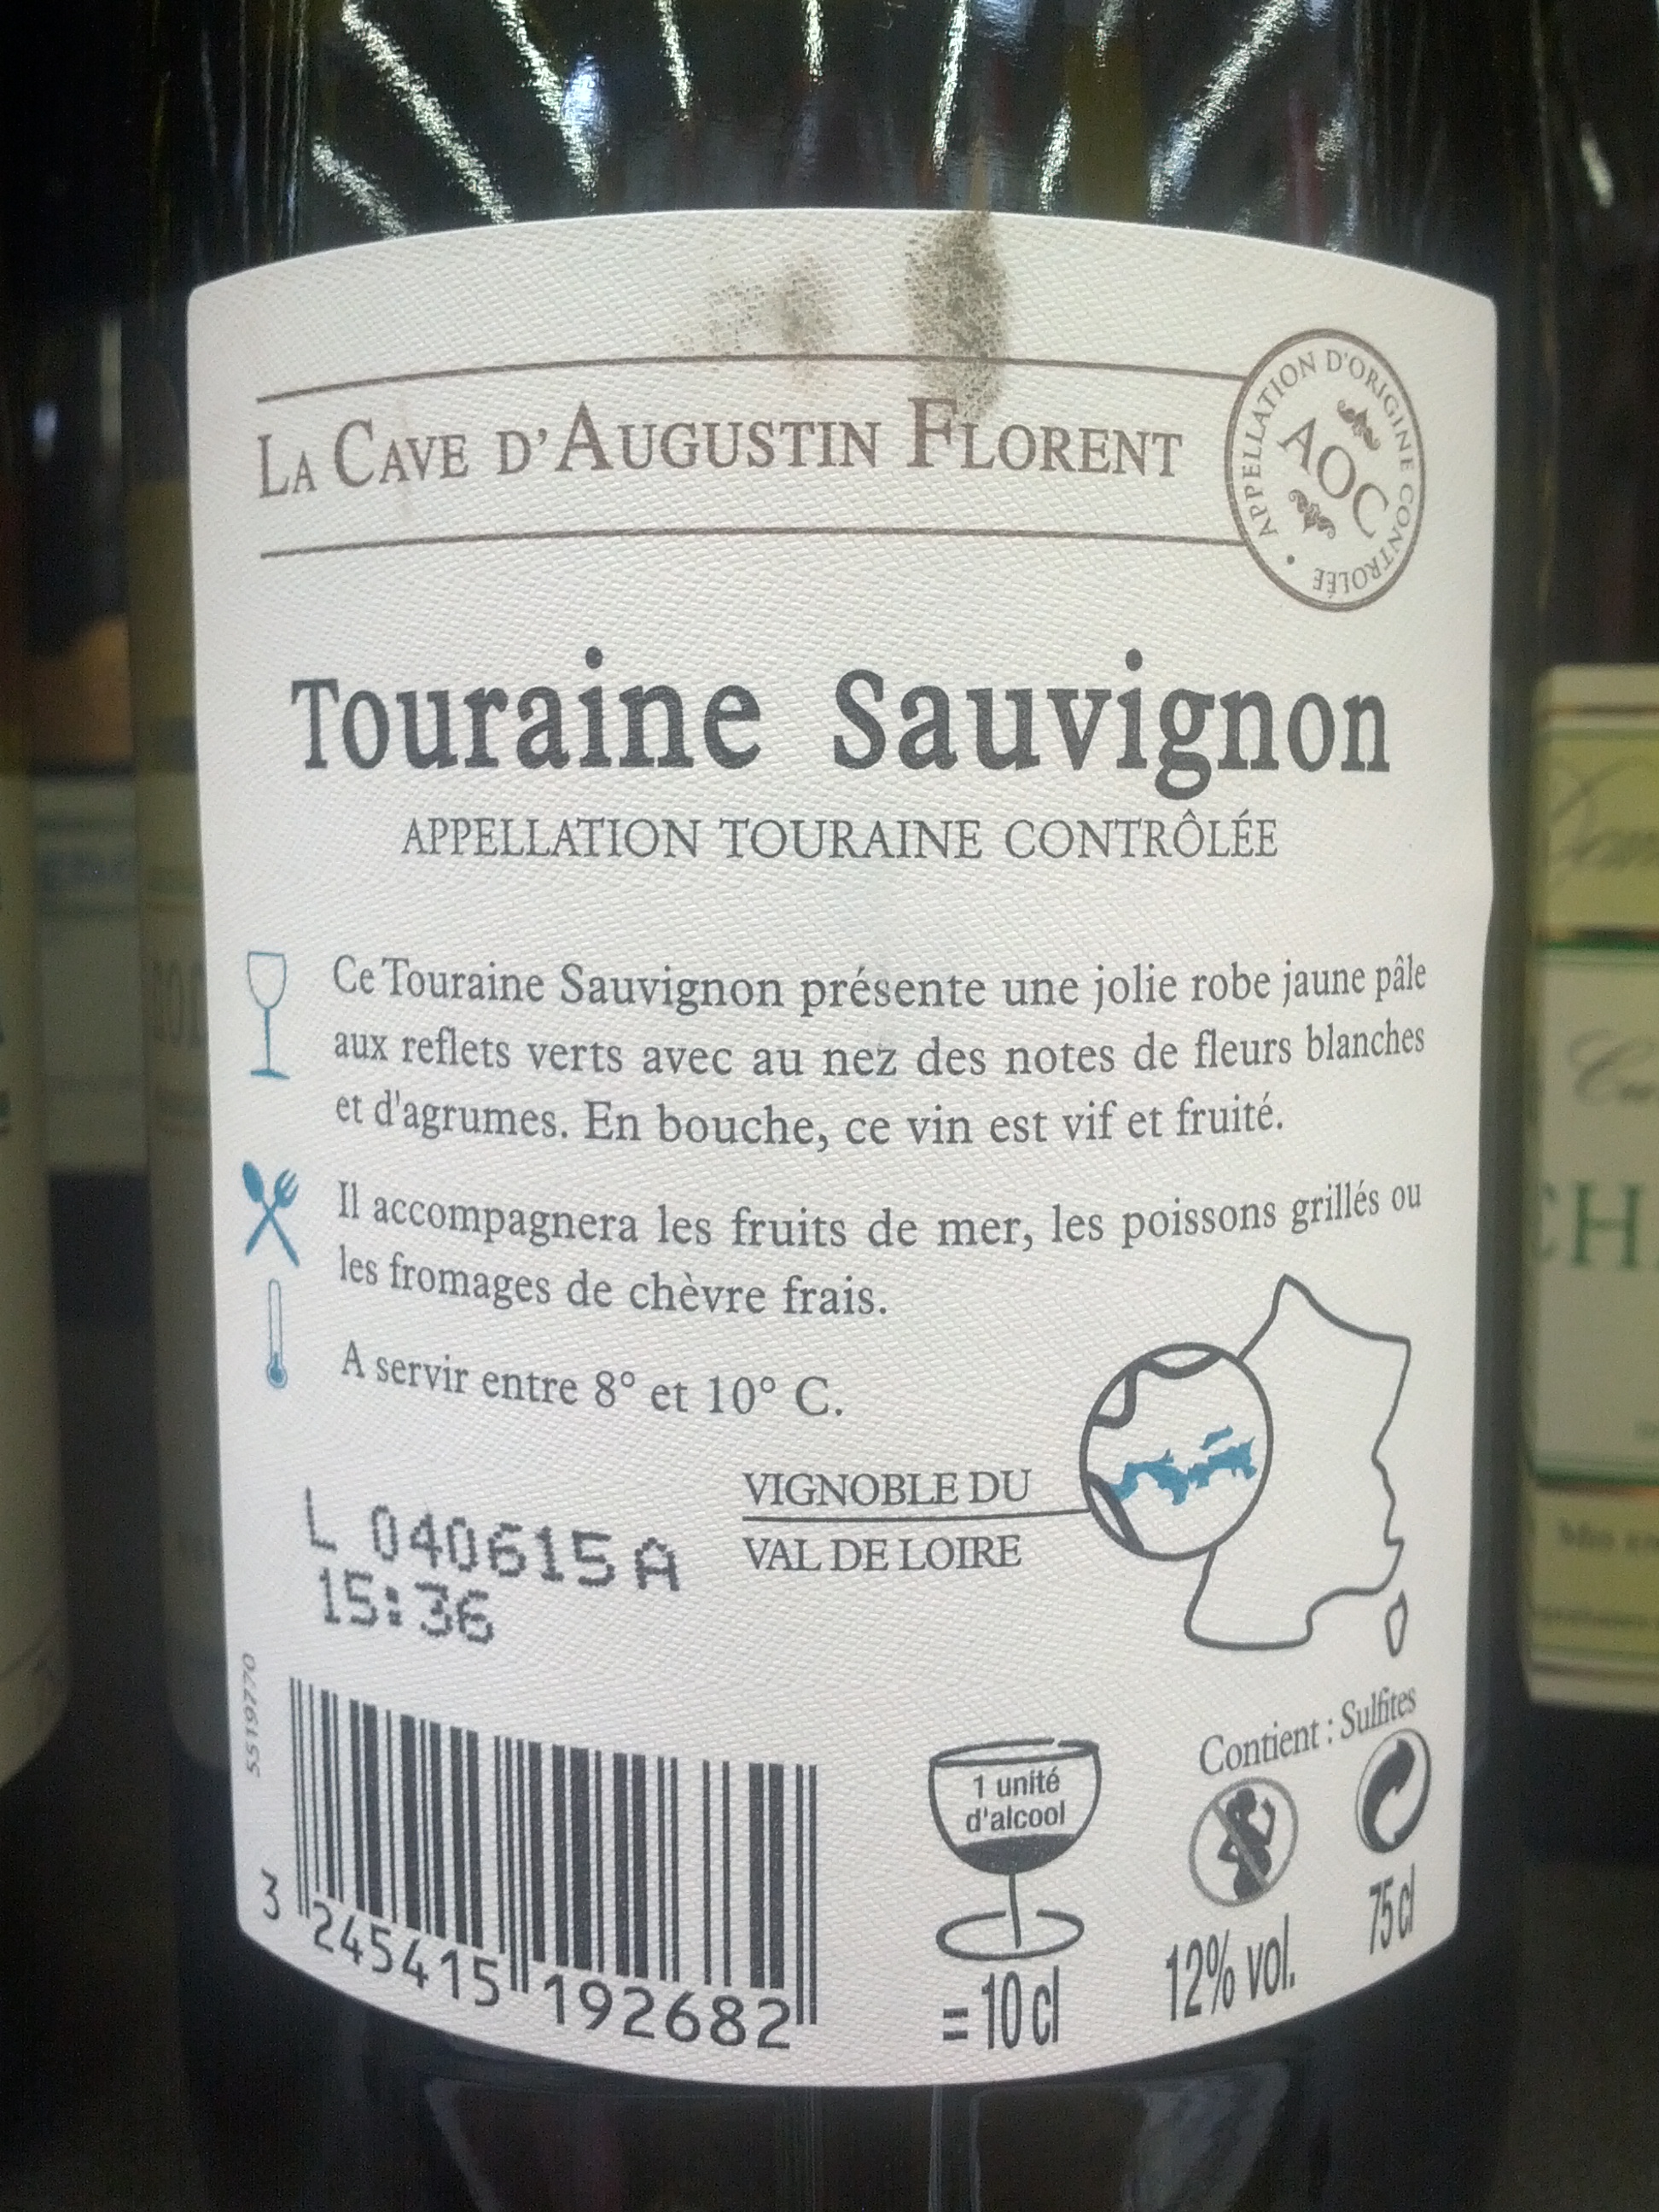 La Cave d'Augustin Florent
APPELLATION D'ORIGINE CONTRÔLÉE •
AOC
Touraine Sauvignon
APPELLATION TOURAINE CONTRÔLÉE
Ce Touraine Sauvignon présente une jolie robe jaune pâle
aux reflets verts avec au nez des notes de fleurs blanches
et d'agrumes. En bouche, ce vin est vif et fruité.
Il accompagnera les fruits de mer, les poissons grillés ou
les fromages de chèvre frais.
A servir entre 8° et 10° C.
VIGNOBLE DU
VAL DE LOIRE
L 040615A
15:36
Contient : Sulfites
1 unité
d'alcool
= 10 cl
12% vol.
75 cl
3 245415 192682
CH